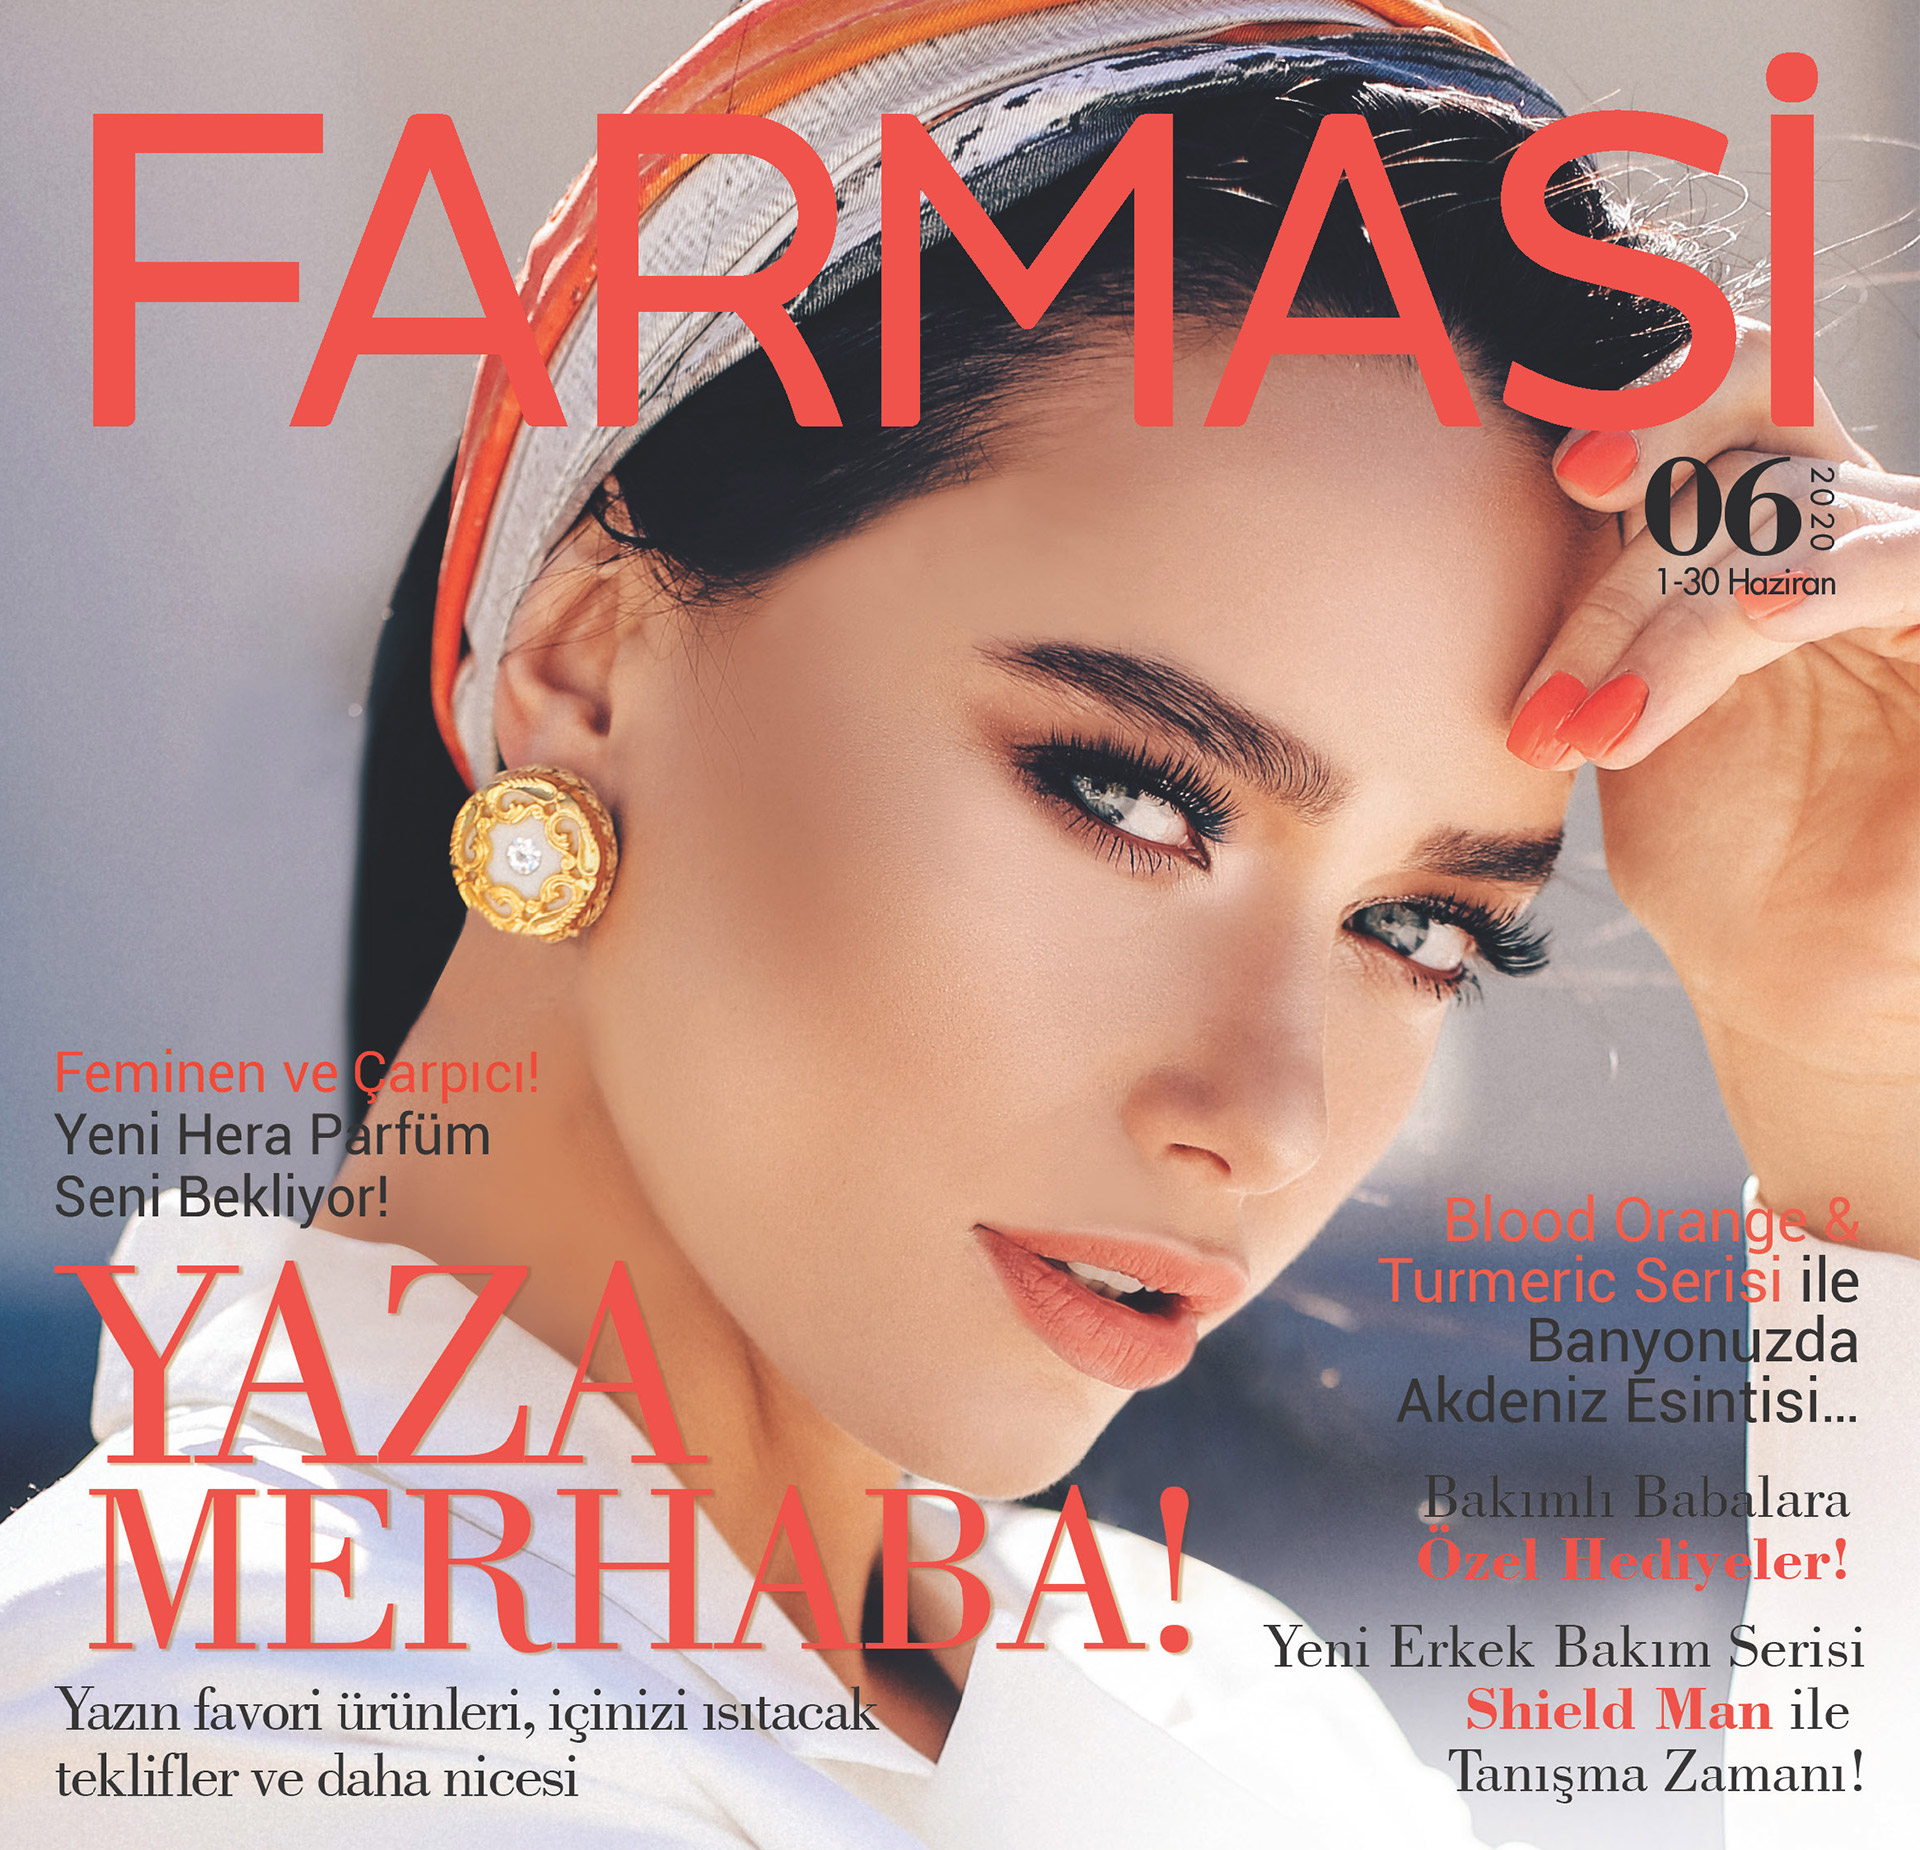 FARMASİ
06 2020
1-30 Haziran
Feminen ve Çarpıcı!
Yeni Hera Parfüm
Seni Bekliyor!
YAZA
MERHABA!
Yazın favori ürünleri, içinizi ısıtacak
teklifler ve daha nicesi
Blood Orange &
Turmeric Serisi ile
Banyonuzda
Akdeniz Esintisi...
Bakımlı Babalara
Özel Hediyeler!
Yeni Erkek Bakım Serisi
Shield Man ile
Tanışma Zamanı!